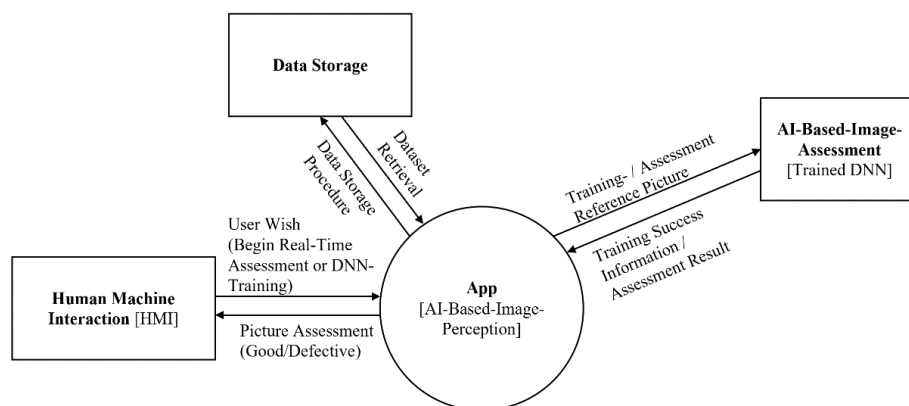 Data Storage
Dataset
Retrieval
Data Storage
Procedure
AI-Based-Image-
Assessment
[Trained DNN]
Training- / Assessment
Reference Picture
Training Success
Information /
Assessment Result
User Wish
(Begin Real-Time
Assessment or DNN-
Training)
Human Machine
Interaction [HMI]
Picture Assessment
(Good/Defective)
App
[AI-Based-Image-
Perception]